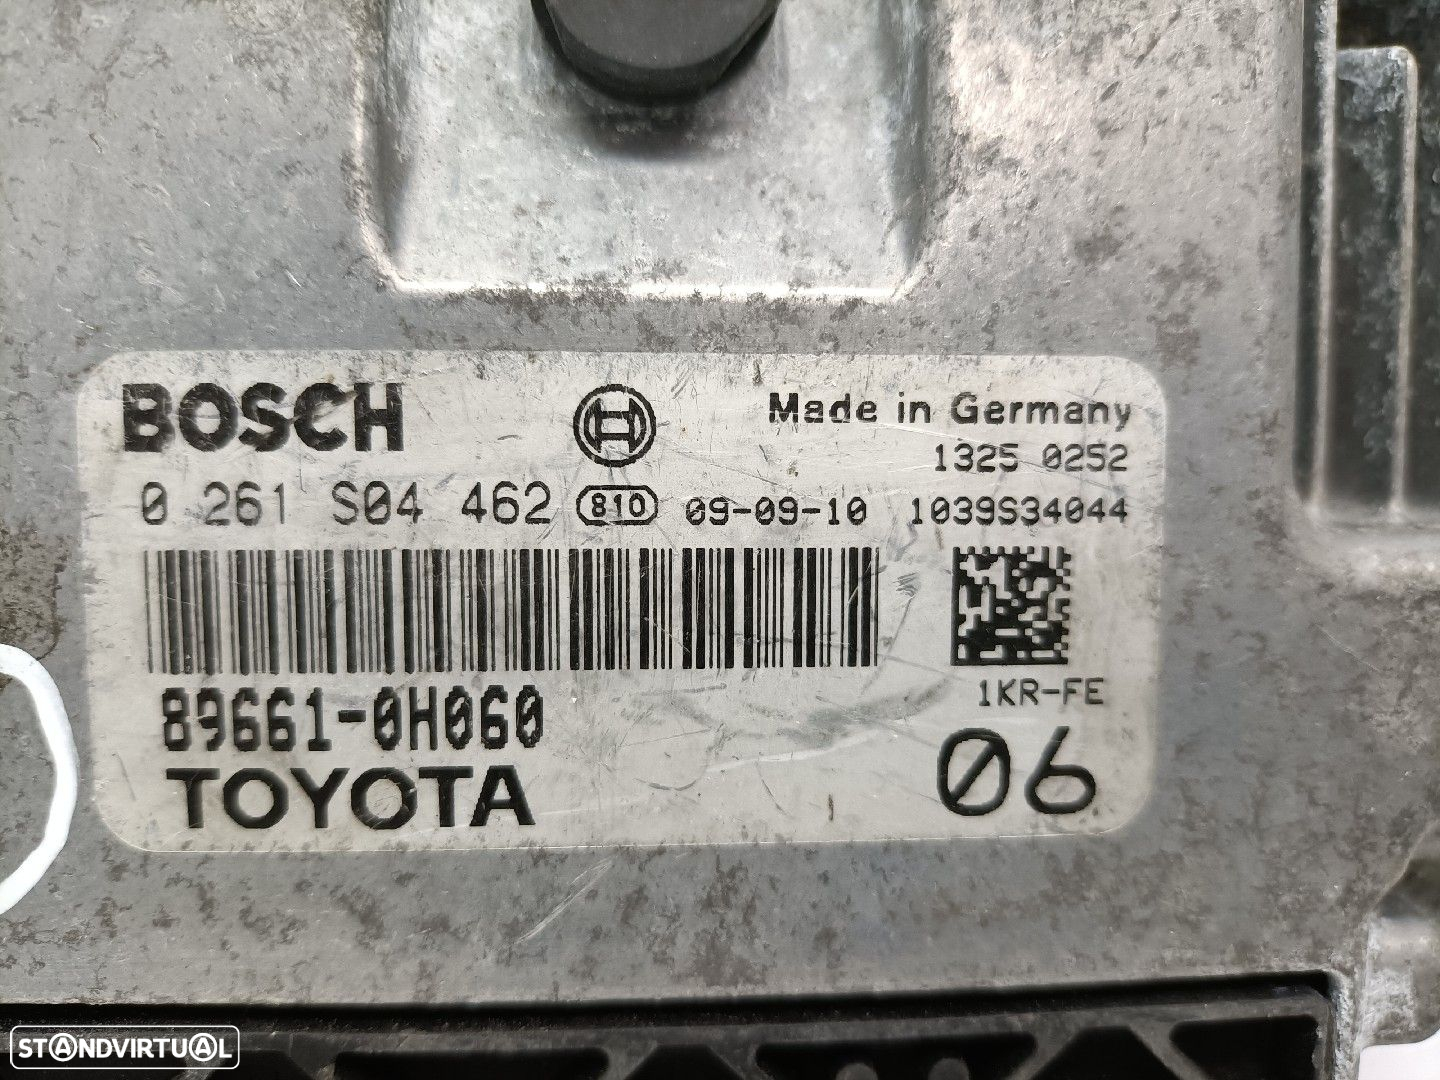 BOSCH
Made in Germany
1325 0252
0 261 S04 462 810 09-09-10 1039S34044
89661-0H060
1KR-FE
TOYOTA
06
STANDVIRTUAL